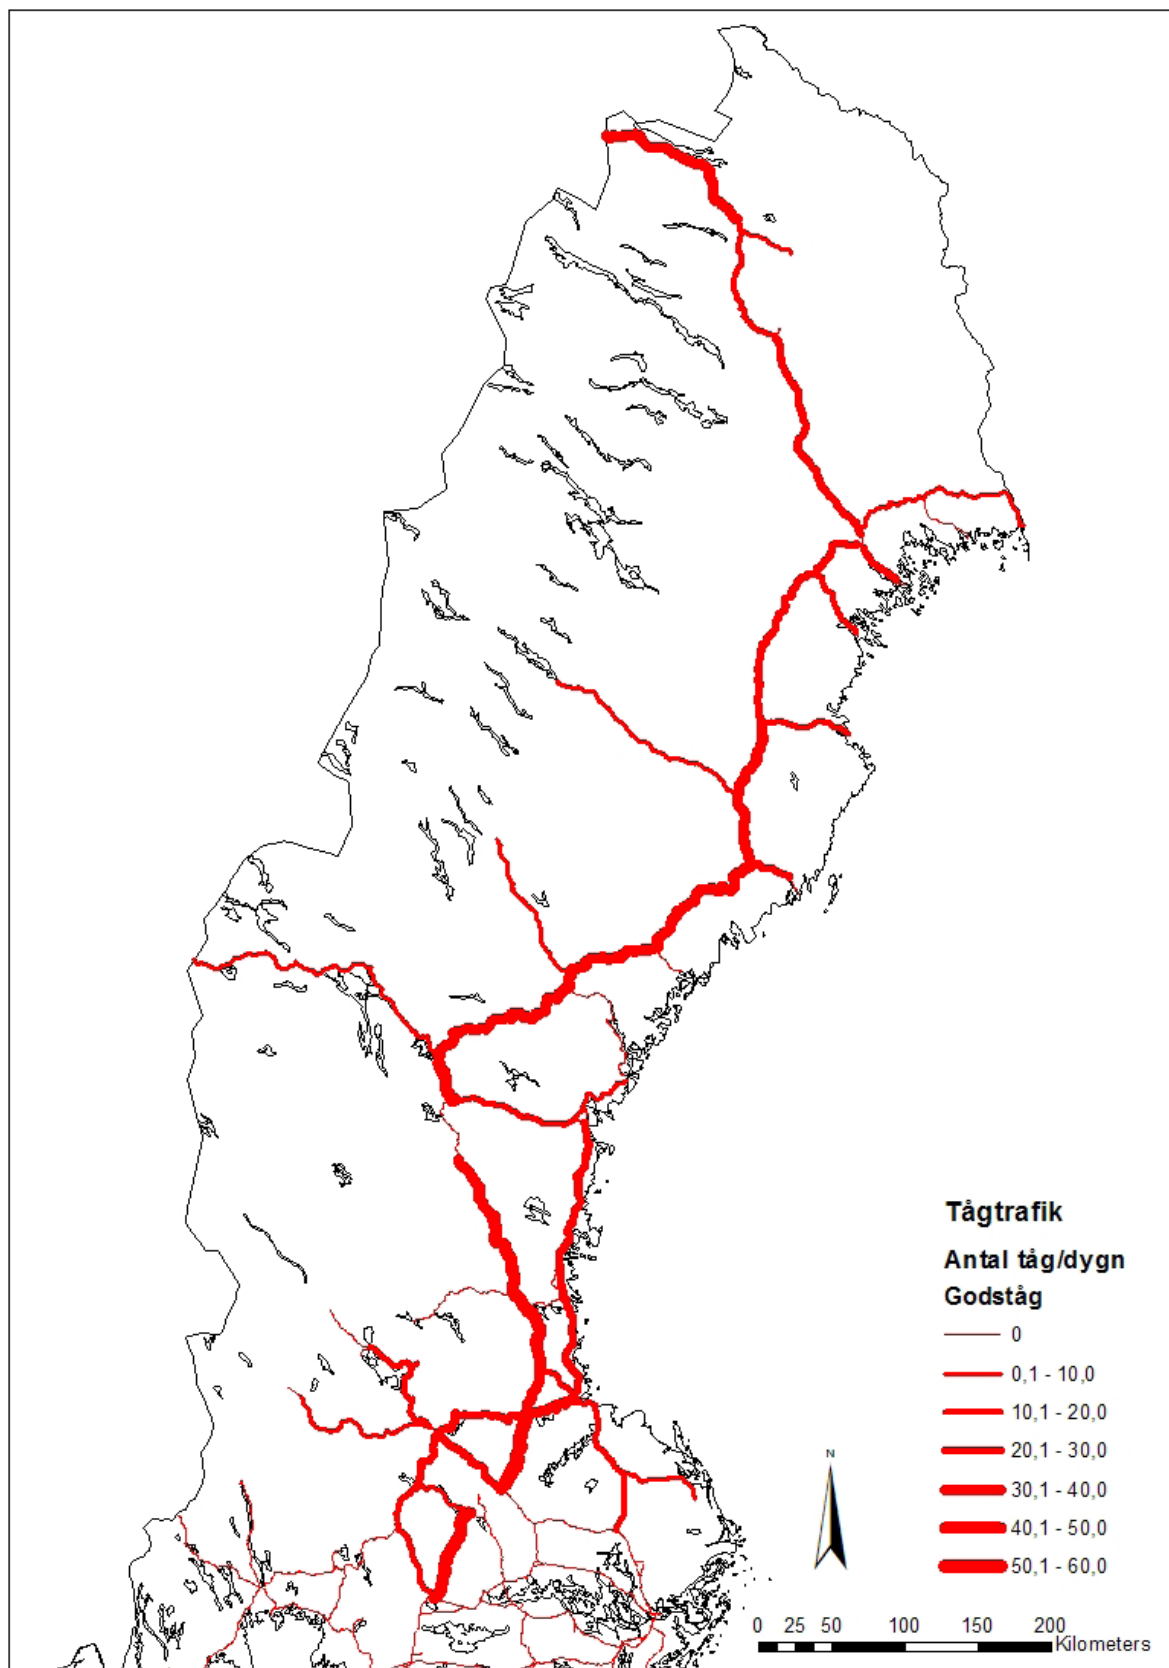 Tågtrafik
Antal tåg/dygn
Godståg
0
0,1 - 10,0
10,1 - 20,0
20,1 - 30,0
30,1 - 40,0
40,1 - 50,0
50,1 - 60,0
N
0 25 50 100 150 200
Kilometers